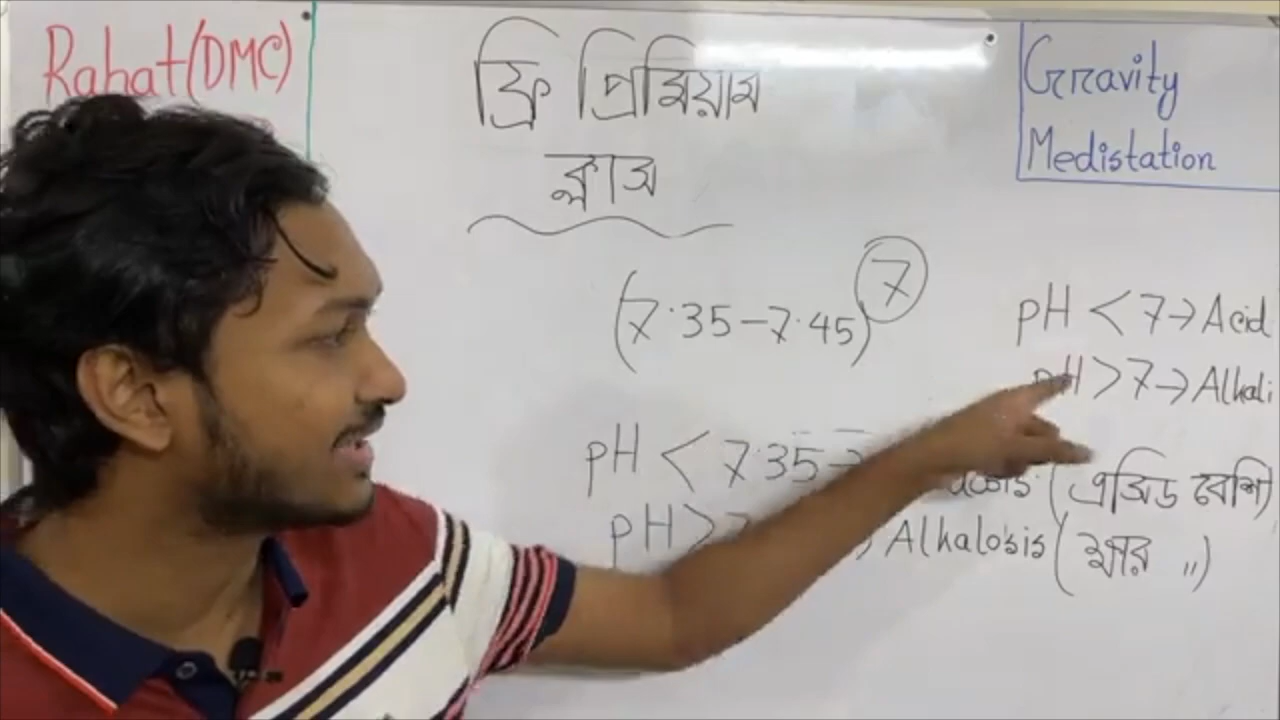 Rahat (DMC)
ফ্রি প্রিমিয়াম
ক্লাস
Gravity
Medistation
(7.35-7.45) 7
pH < 7 → Acid
pH > 7 → Alkali
pH < 7.35 (এসিড বেশি)
pH > Alkalosis (ক্ষার ")